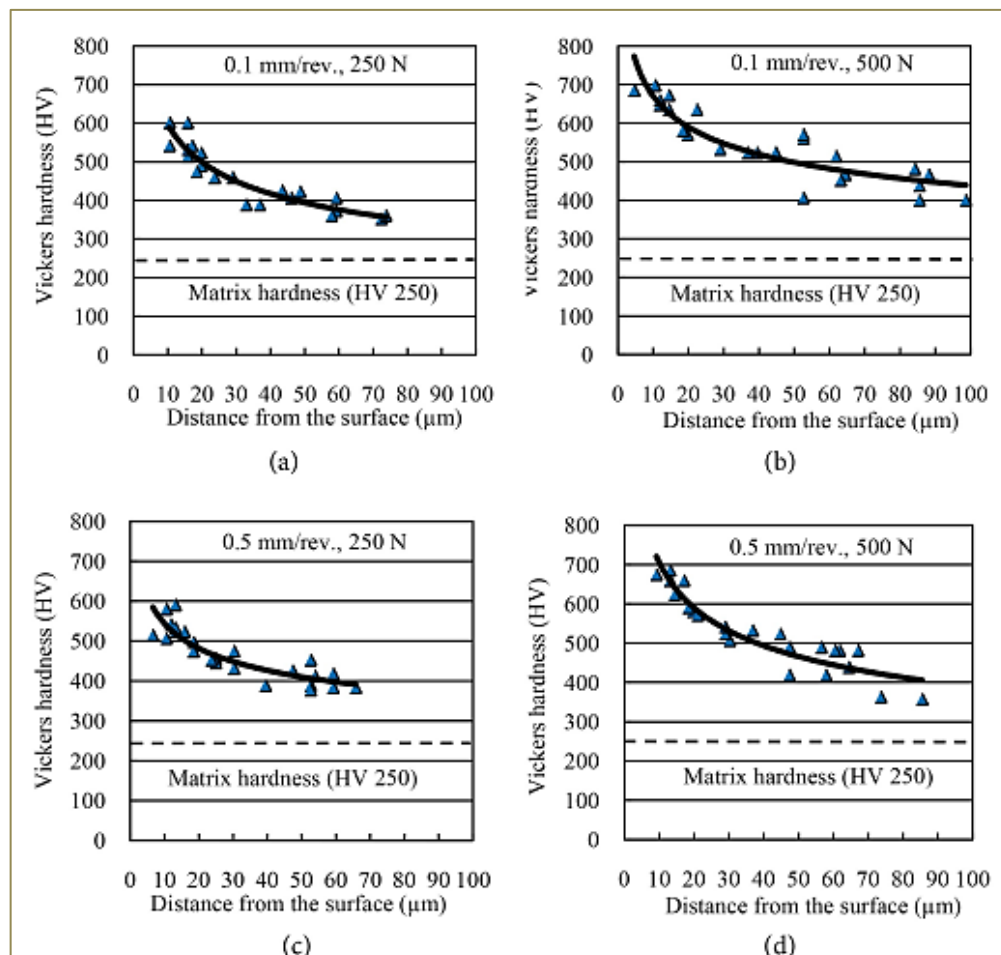 800
700
600
500
400
300
200
100
0
Vickers hardness (HV)
0.1 mm/rev., 250 N
Matrix hardness (HV 250)
0 10 20 30 40 50 60 70 80 90 100
Distance from the surface (µm)
(a)
800
700
600
500
400
300
200
100
0
Vickers hardness (HV)
0.1 mm/rev., 500 N
Matrix hardness (HV 250)
0 10 20 30 40 50 60 70 80 90 100
Distance from the surface (µm)
(b)
800
700
600
500
400
300
200
100
0
Vickers hardness (HV)
0.5 mm/rev., 250 N
Matrix hardness (HV 250)
0 10 20 30 40 50 60 70 80 90 100
Distance from the surface (µm)
(c)
800
700
600
500
400
300
200
100
0
Vickers hardness (HV)
0.5 mm/rev., 500 N
Matrix hardness (HV 250)
0 10 20 30 40 50 60 70 80 90 100
Distance from the surface (µm)
(d)